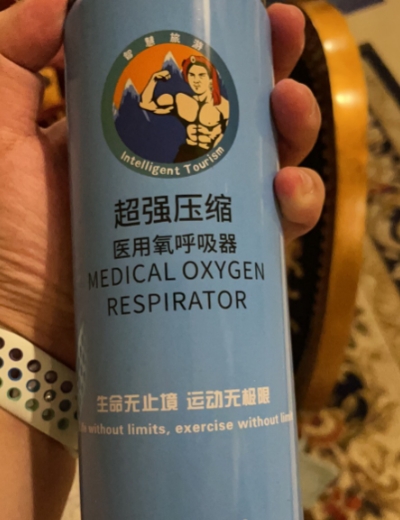 智慧旅游
Intelligent Tourism
超强压缩
医用氧呼吸器
MEDICAL OXYGEN
RESPIRATOR
生命无止境 运动无极限
without limits, exercise without